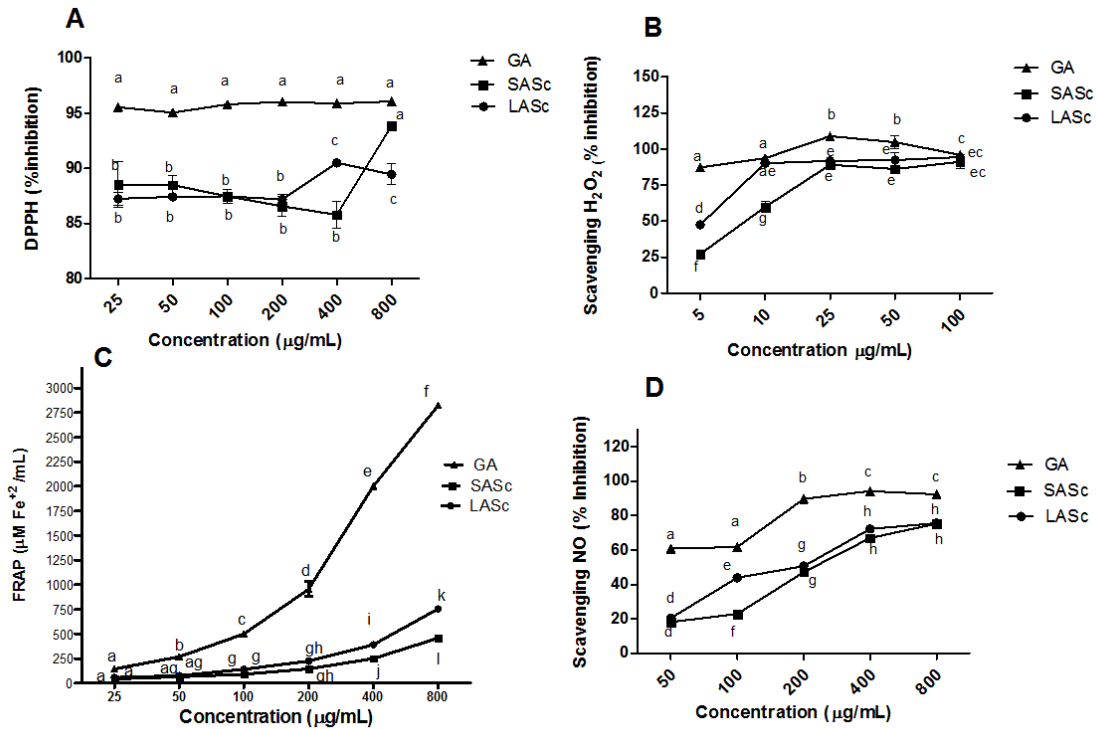 A
DPPH (%inhibition)
100
95
90
85
80
a a a a a a
a
b b b b c
b b b b b c
25 50 100 200 400 800
Concentration (µg/mL)
GA
SASc
LASc
B
Scavenging H2O2 (% inhibition)
150
125
100
75
50
25
0
a a b b c
d ae e e ec
f g e e ec
5 10 25 50 100
Concentration µg/mL)
GA
SASc
LASc
C
FRAP (µM Fe+2 /mL)
3000
2750
2500
2250
2000
1750
1500
1250
1000
750
500
250
0
a b c d e f
a ag g gh i k
a ag g gh j l
25 50 100 200 400 800
Concentration (µg/mL)
GA
SASc
LASc
D
Scavenging NO (% Inhibition)
120
100
80
60
40
20
0
a a b c c
d e g h h
d f g h h
50 100 200 400 800
Concentration (µg/mL)
GA
SASc
LASc